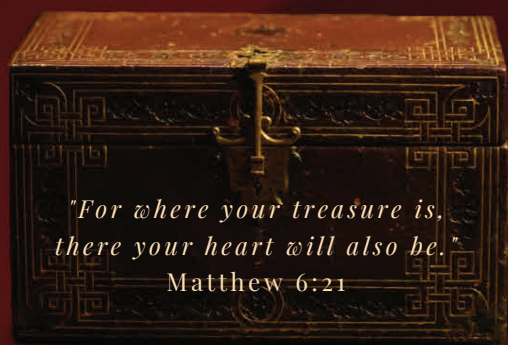 "For where your treasure is,
there your heart will also be."
Matthew 6:21